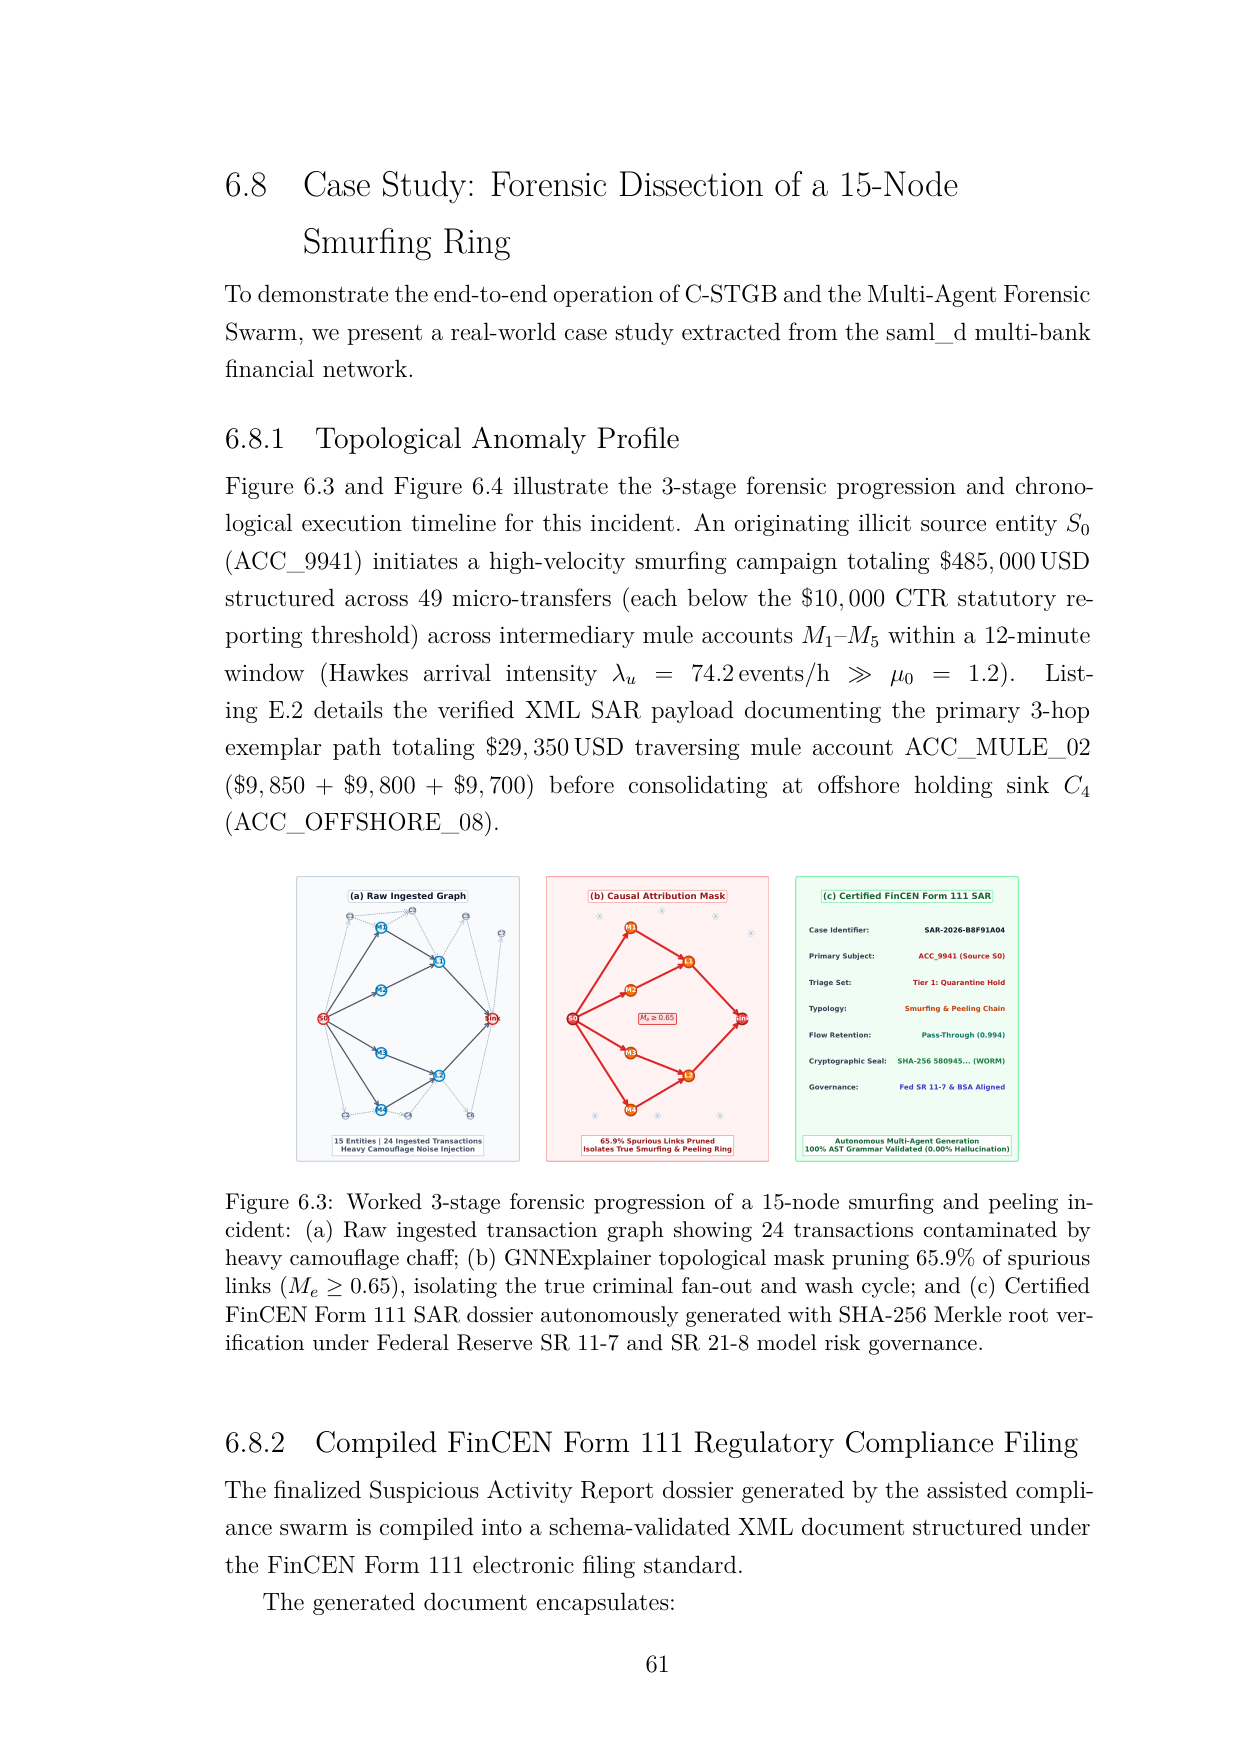 6.8 Case Study: Forensic Dissection of a 15-Node
Smurfing Ring
To demonstrate the end-to-end operation of C-STGB and the Multi-Agent Forensic
Swarm, we present a real-world case study extracted from the saml_d multi-bank
financial network.
6.8.1 Topological Anomaly Profile
Figure 6.3 and Figure 6.4 illustrate the 3-stage forensic progression and chrono-
logical execution timeline for this incident. An originating illicit source entity S0
(ACC_9941) initiates a high-velocity smurfing campaign totaling $485, 000 USD
structured across 49 micro-transfers (each below the $10, 000 CTR statutory re-
porting threshold) across intermediary mule accounts M1–M5 within a 12-minute
window (Hawkes arrival intensity λu = 74.2 events/h ≫ μ0 = 1.2). List-
ing E.2 details the verified XML SAR payload documenting the primary 3-hop
exemplar path totaling $29, 350 USD traversing mule account ACC_MULE_02
($9, 850 + $9, 800 + $9, 700) before consolidating at offshore holding sink C4
(ACC_OFFSHORE_08).
(a) Raw Ingested Graph
C1
C3
C5
C7
M1
L1
M2
S0
Sink
M3
L2
M4
C2
C4
C6
15 Entities | 24 Ingested Transactions
Heavy Camouflage Noise Injection
(b) Causal Attribution Mask
M1
L1
M2
S0
Me ≥ 0.65
Sink
M3
L2
M4
65.9% Spurious Links Pruned
Isolates True Smurfing & Peeling Ring
(c) Certified FinCEN Form 111 SAR
Case Identifier: SAR-2026-B8F91A04
Primary Subject: ACC_9941 (Source S0)
Triage Set: Tier 1: Quarantine Hold
Typology: Smurfing & Peeling Chain
Flow Retention: Pass-Through (0.994)
Cryptographic Seal: SHA-256 580945... (WORM)
Governance: Fed SR 11-7 & BSA Aligned
Autonomous Multi-Agent Generation
100% AST Grammar Validated (0.00% Hallucination)
Figure 6.3: Worked 3-stage forensic progression of a 15-node smurfing and peeling in-
cident: (a) Raw ingested transaction graph showing 24 transactions contaminated by
heavy camouflage chaff; (b) GNNExplainer topological mask pruning 65.9% of spurious
links (Me ≥ 0.65), isolating the true criminal fan-out and wash cycle; and (c) Certified
FinCEN Form 111 SAR dossier autonomously generated with SHA-256 Merkle root ver-
ification under Federal Reserve SR 11-7 and SR 21-8 model risk governance.
6.8.2 Compiled FinCEN Form 111 Regulatory Compliance Filing
The finalized Suspicious Activity Report dossier generated by the assisted compli-
ance swarm is compiled into a schema-validated XML document structured under
the FinCEN Form 111 electronic filing standard.
The generated document encapsulates:
61